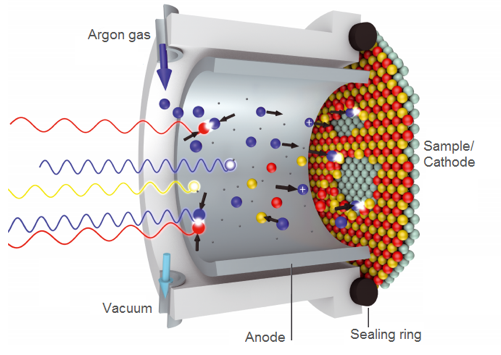 Argon gas
Sample/
Cathode
Vacuum
Anode
Sealing ring
+
+